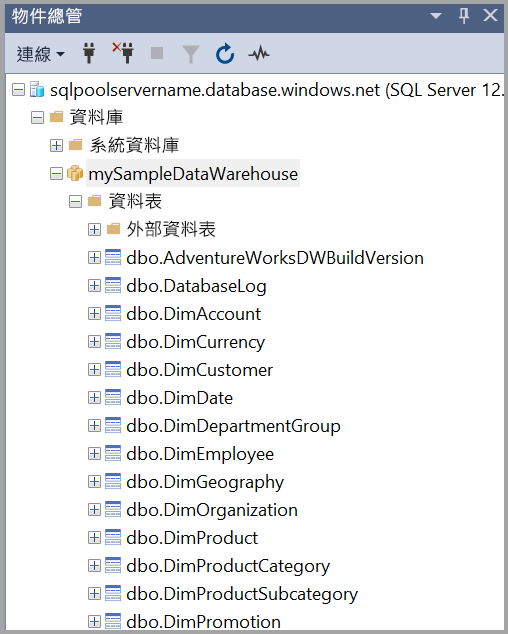 物件總管
連線
sqlpoolservername.database.windows.net (SQL Server 12.
資料庫
系統資料庫
mySampleDataWarehouse
資料表
外部資料表
dbo.AdventureWorksDWBuildVersion
dbo.DatabaseLog
dbo.DimAccount
dbo.DimCurrency
dbo.DimCustomer
dbo.DimDate
dbo.DimDepartmentGroup
dbo.DimEmployee
dbo.DimGeography
dbo.DimOrganization
dbo.DimProduct
dbo.DimProductCategory
dbo.DimProductSubcategory
dbo.DimPromotion